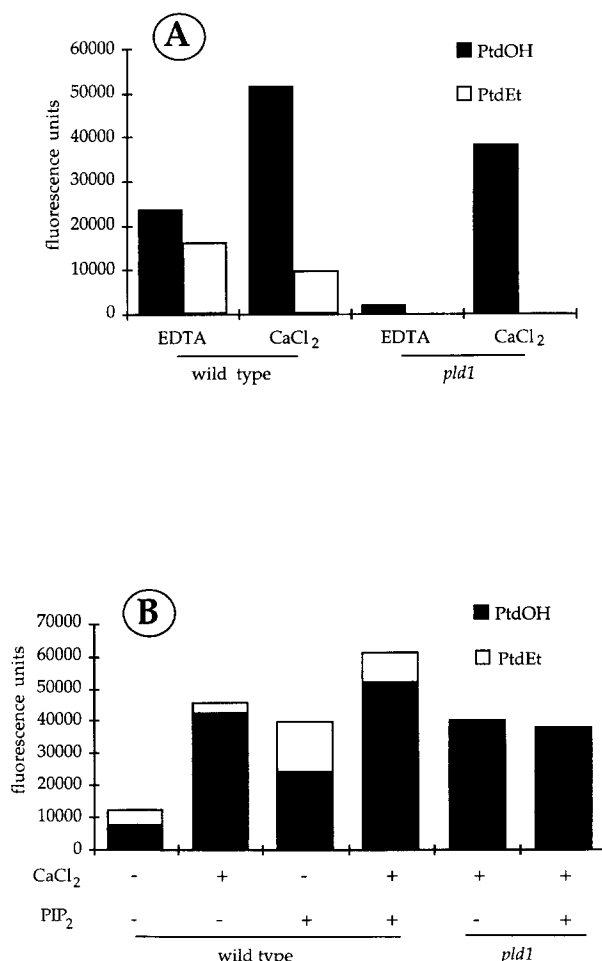 A
PtdOH
PtdEt
fluorescence units
60000
50000
40000
30000
20000
10000
0
EDTA CaCl2 EDTA CaCl2
wild type pld1
B
PtdOH
PtdEt
fluorescence units
70000
60000
50000
40000
30000
20000
10000
0
CaCl2 - + - + + +
PIP2 - - + + - +
wild type pld1